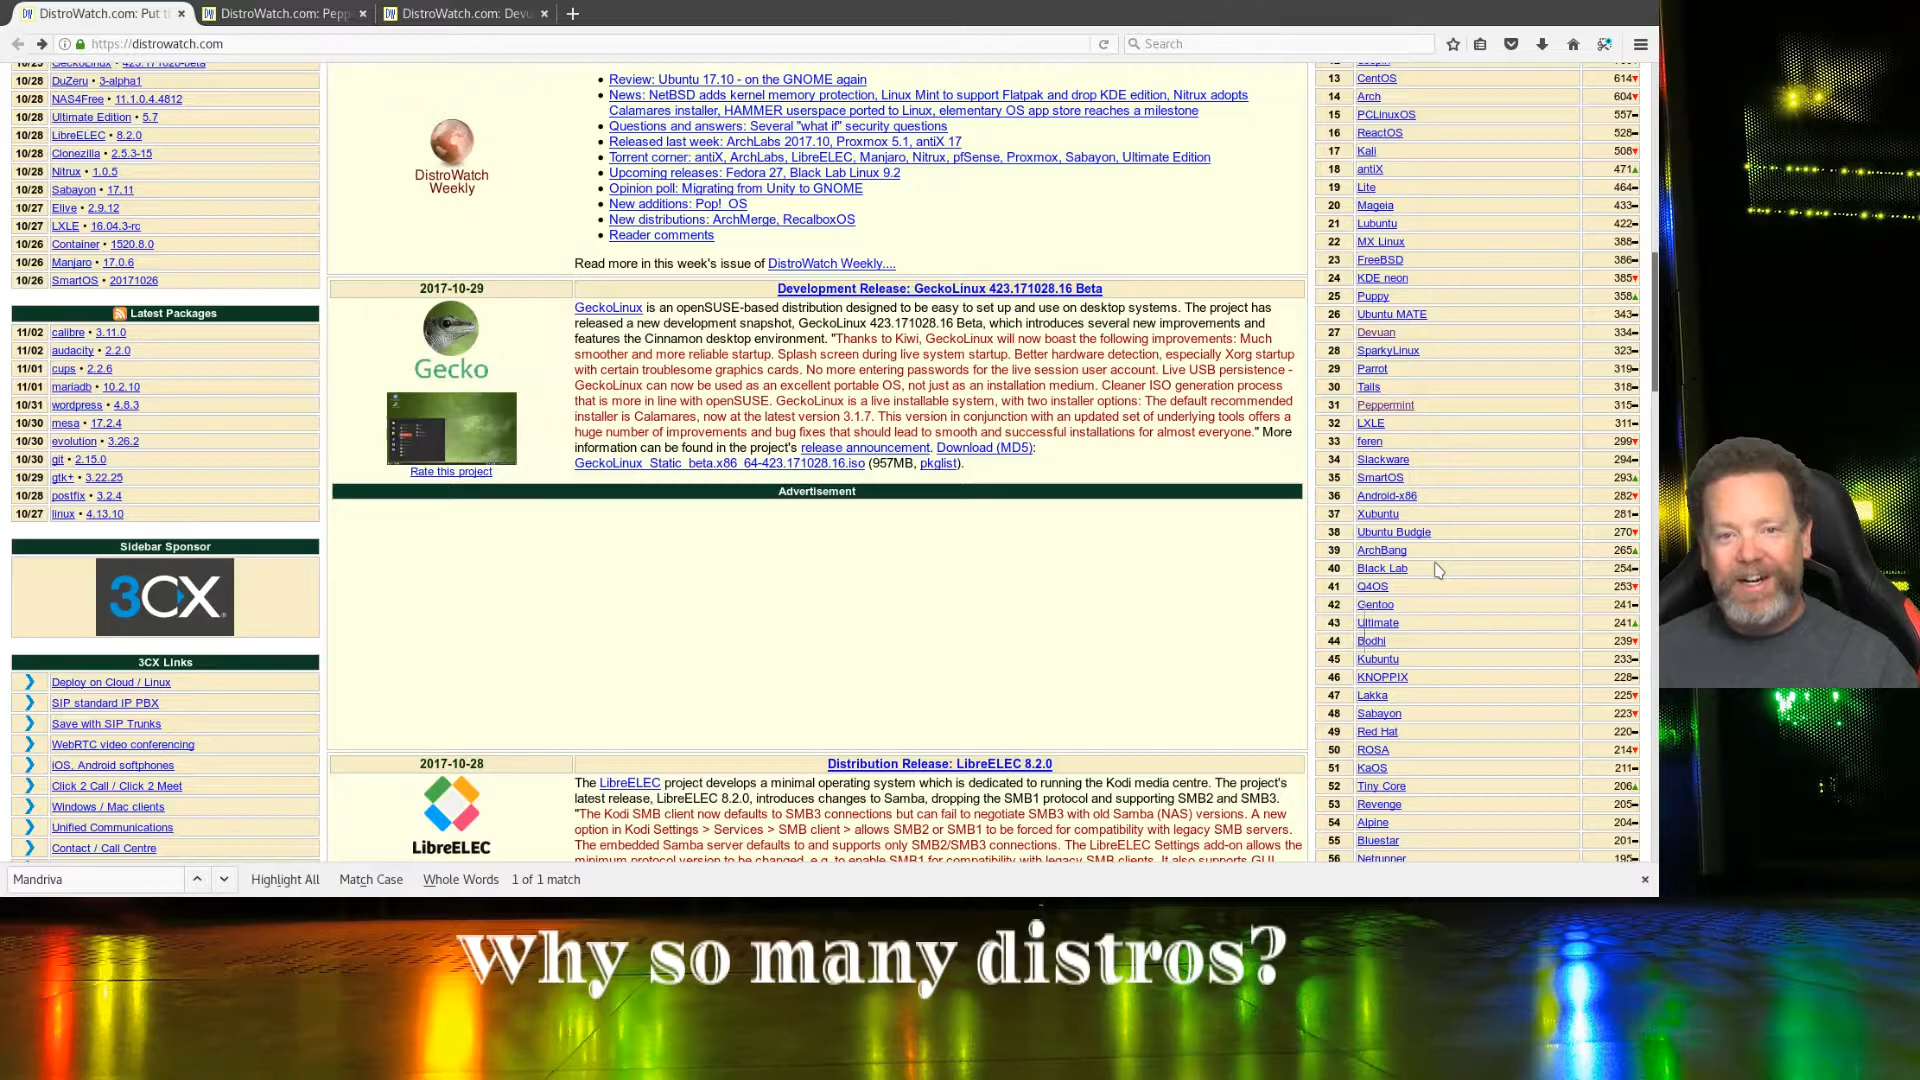 DistroWatch.com: Put t
DistroWatch.com: Pepp
DistroWatch.com: Devu
https://distrowatch.com
Search
10/29 GeckoLinux • 423.171028-beta
10/28 DuZeru • 3-alpha1
10/28 NAS4Free • 11.1.0.4.4812
10/28 Ultimate Edition • 5.7
10/28 LibreELEC • 8.2.0
10/28 Clonezilla • 2.5.3-15
10/28 Nitrux • 1.0.5
10/28 Sabayon • 17.11
10/27 Elive • 2.9.12
10/27 LXLE • 16.04.3-rc
10/26 Container • 1520.8.0
10/26 Manjaro • 17.0.6
10/26 SmartOS • 20171026
Latest Packages
11/02 calibre • 3.11.0
11/02 audacity • 2.2.0
11/01 cups • 2.2.6
11/01 mariadb • 10.2.10
10/31 wordpress • 4.8.3
10/30 mesa • 17.2.4
10/30 evolution • 3.26.2
10/30 git • 2.15.0
10/29 gtk+ • 3.22.25
10/28 postfix • 3.2.4
10/27 linux • 4.13.10
Sidebar Sponsor
3CX
3CX Links
Deploy on Cloud / Linux
SIP standard IP PBX
Save with SIP Trunks
WebRTC video conferencing
iOS, Android softphones
Click 2 Call / Click 2 Meet
Windows / Mac clients
Unified Communications
Contact / Call Centre
DistroWatch
Weekly
• Review: Ubuntu 17.10 - on the GNOME again
• News: NetBSD adds kernel memory protection, Linux Mint to support Flatpak and drop KDE edition, Nitrux adopts
Calamares installer, HAMMER userspace ported to Linux, elementary OS app store reaches a milestone
• Questions and answers: Several "what if" security questions
• Released last week: ArchLabs 2017.10, Proxmox 5.1, antiX 17
• Torrent corner: antiX, ArchLabs, LibreELEC, Manjaro, Nitrux, pfSense, Proxmox, Sabayon, Ultimate Edition
• Upcoming releases: Fedora 27, Black Lab Linux 9.2
• Opinion poll: Migrating from Unity to GNOME
• New additions: Pop!_OS
• New distributions: ArchMerge, RecalboxOS
• Reader comments
Read more in this week's issue of DistroWatch Weekly....
2017-10-29 Development Release: GeckoLinux 423.171028.16 Beta
Gecko
Rate this project
GeckoLinux is an openSUSE-based distribution designed to be easy to set up and use on desktop systems. The project has
released a new development snapshot, GeckoLinux 423.171028.16 Beta, which introduces several new improvements and
features the Cinnamon desktop environment. "Thanks to Kiwi, GeckoLinux will now boast the following improvements: Much
smoother and more reliable startup. Splash screen during live system startup. Better hardware detection, especially Xorg startup
with certain troublesome graphics cards. No more entering passwords for the live session user account. Live USB persistence -
GeckoLinux can now be used as an excellent portable OS, not just as an installation medium. Cleaner ISO generation process
that is more in line with openSUSE. GeckoLinux is a live installable system, with two installer options: The default recommended
installer is Calamares, now at the latest version 3.1.7. This version in conjunction with an updated set of underlying tools offers a
huge number of improvements and bug fixes that should lead to smooth and successful installations for almost everyone." More
information can be found in the project's release announcement. Download (MD5):
GeckoLinux_Static_beta.x86_64-423.171028.16.iso (957MB, pkglist).
Advertisement
2017-10-28 Distribution Release: LibreELEC 8.2.0
LibreELEC
The LibreELEC project develops a minimal operating system which is dedicated to running the Kodi media centre. The project's
latest release, LibreELEC 8.2.0, introduces changes to Samba, dropping the SMB1 protocol and supporting SMB2 and SMB3.
"The Kodi SMB client now defaults to SMB3 connections but can fail to negotiate SMB3 with old Samba (NAS) versions. A new
option in Kodi Settings > Services > SMB client > allows SMB2 or SMB1 to be forced for compatibility with legacy SMB servers.
The embedded Samba server defaults to and supports only SMB2/SMB3 connections. The LibreELEC Settings add-on allows the
minimum protocol version to be changed, e.g. to enable SMB1 for compatibility with legacy SMB clients. It also supports GUI
13 CentOS 614
14 Arch 604
15 PCLinuxOS 557
16 ReactOS 528
17 Kali 508
18 antiX 471
19 Lite 464
20 Mageia 433
21 Lubuntu 422
22 MX Linux 388
23 FreeBSD 386
24 KDE neon 385
25 Puppy 358
26 Ubuntu MATE 343
27 Devuan 334
28 SparkyLinux 323
29 Parrot 319
30 Tails 318
31 Peppermint 315
32 LXLE 311
33 feren 299
34 Slackware 294
35 SmartOS 293
36 Android-x86 282
37 Xubuntu 281
38 Ubuntu Budgie 270
39 ArchBang 265
40 Black Lab 254
41 Q4OS 253
42 Gentoo 241
43 Ultimate 241
44 Bodhi 239
45 Kubuntu 233
46 KNOPPIX 228
47 Lakka 225
48 Sabayon 223
49 Red Hat 220
50 ROSA 214
51 KaOS 211
52 Tiny Core 206
53 Revenge 205
54 Alpine 204
55 Bluestar 201
56 Netrunner 195
Mandriva
Highlight All
Match Case
Whole Words
1 of 1 match
Why so many distros?